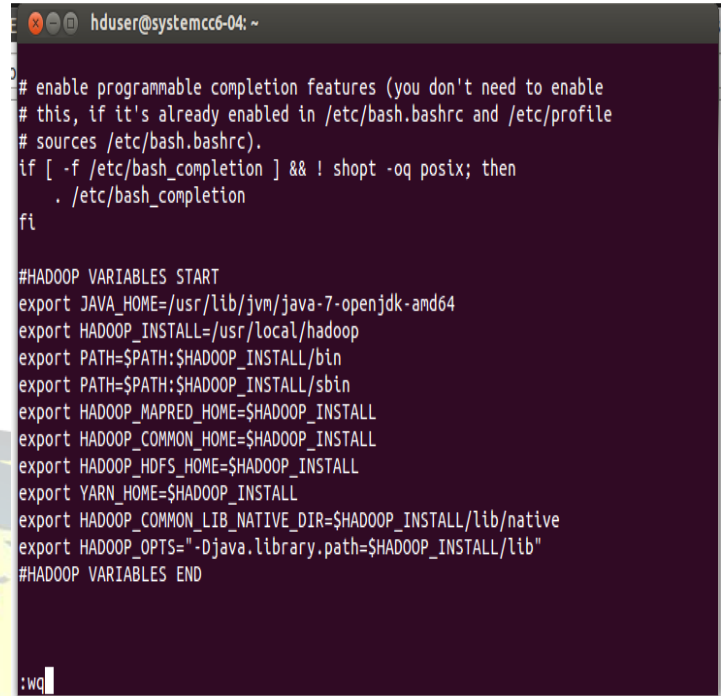 hduser@systemcc6-04: ~
# enable programmable completion features (you don't need to enable
# this, if it's already enabled in /etc/bash.bashrc and /etc/profile
# sources /etc/bash.bashrc).
if [ -f /etc/bash_completion ] && ! shopt -oq posix; then
    . /etc/bash_completion
fi
#HADOOP VARIABLES START
export JAVA_HOME=/usr/lib/jvm/java-7-openjdk-amd64
export HADOOP_INSTALL=/usr/local/hadoop
export PATH=$PATH:$HADOOP_INSTALL/bin
export PATH=$PATH:$HADOOP_INSTALL/sbin
export HADOOP_MAPRED_HOME=$HADOOP_INSTALL
export HADOOP_COMMON_HOME=$HADOOP_INSTALL
export HADOOP_HDFS_HOME=$HADOOP_INSTALL
export YARN_HOME=$HADOOP_INSTALL
export HADOOP_COMMON_LIB_NATIVE_DIR=$HADOOP_INSTALL/lib/native
export HADOOP_OPTS="-Djava.library.path=$HADOOP_INSTALL/lib"
#HADOOP VARIABLES END
:wq